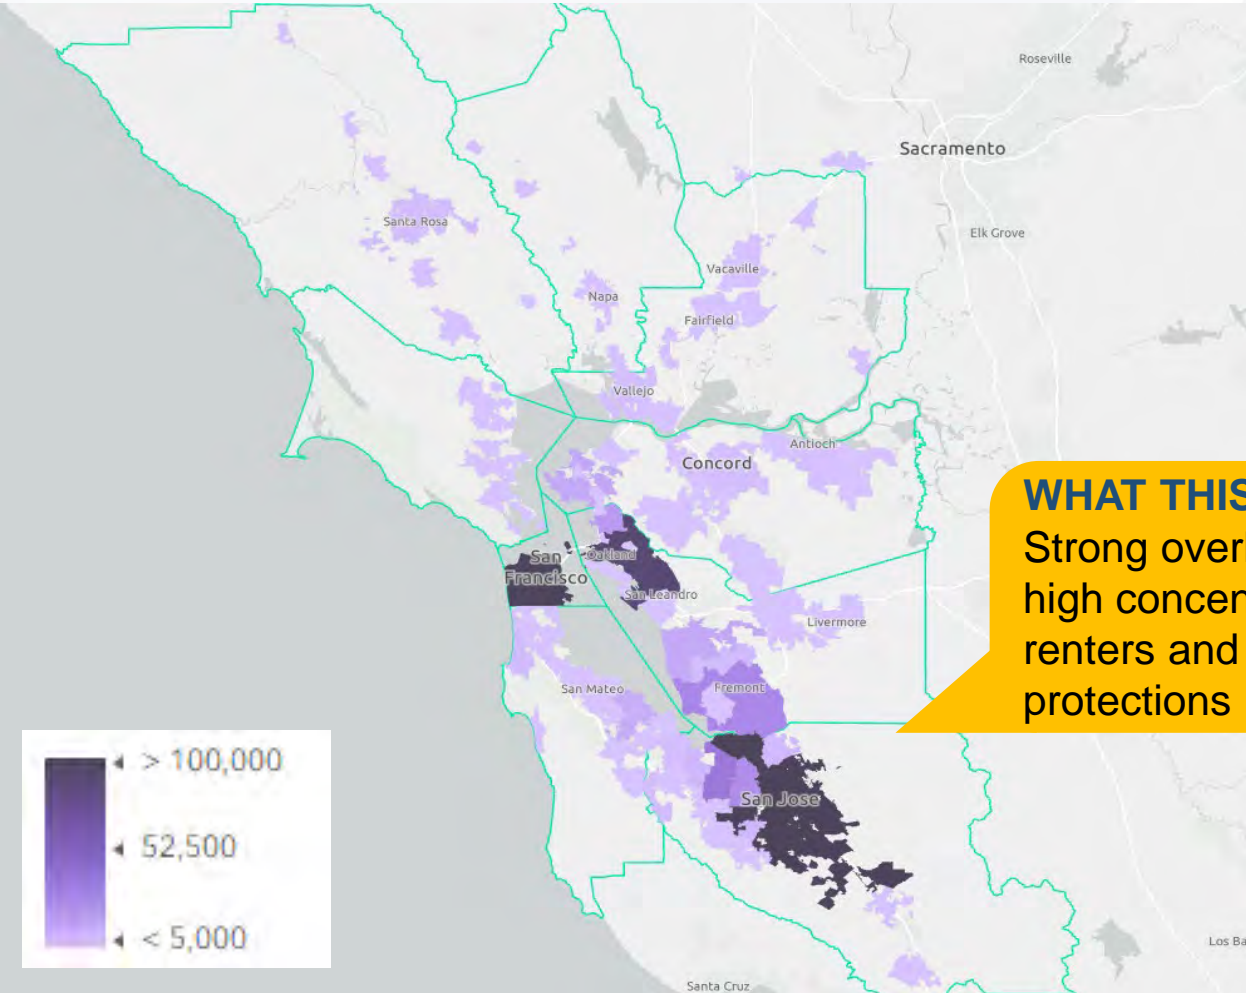 Roseville
Sacramento
Elk Grove
Santa Rosa
Vacaville
Napa
Fairfield
Vallejo
Antioch
Concord
WHAT THIS
Strong over
high concen
renters and
protections
San
Francisco
Oakland
San Leandro
Livermore
San Mateo
Fremont
San Jose
> 100,000
52,500
< 5,000
Los Ba
Santa Cruz